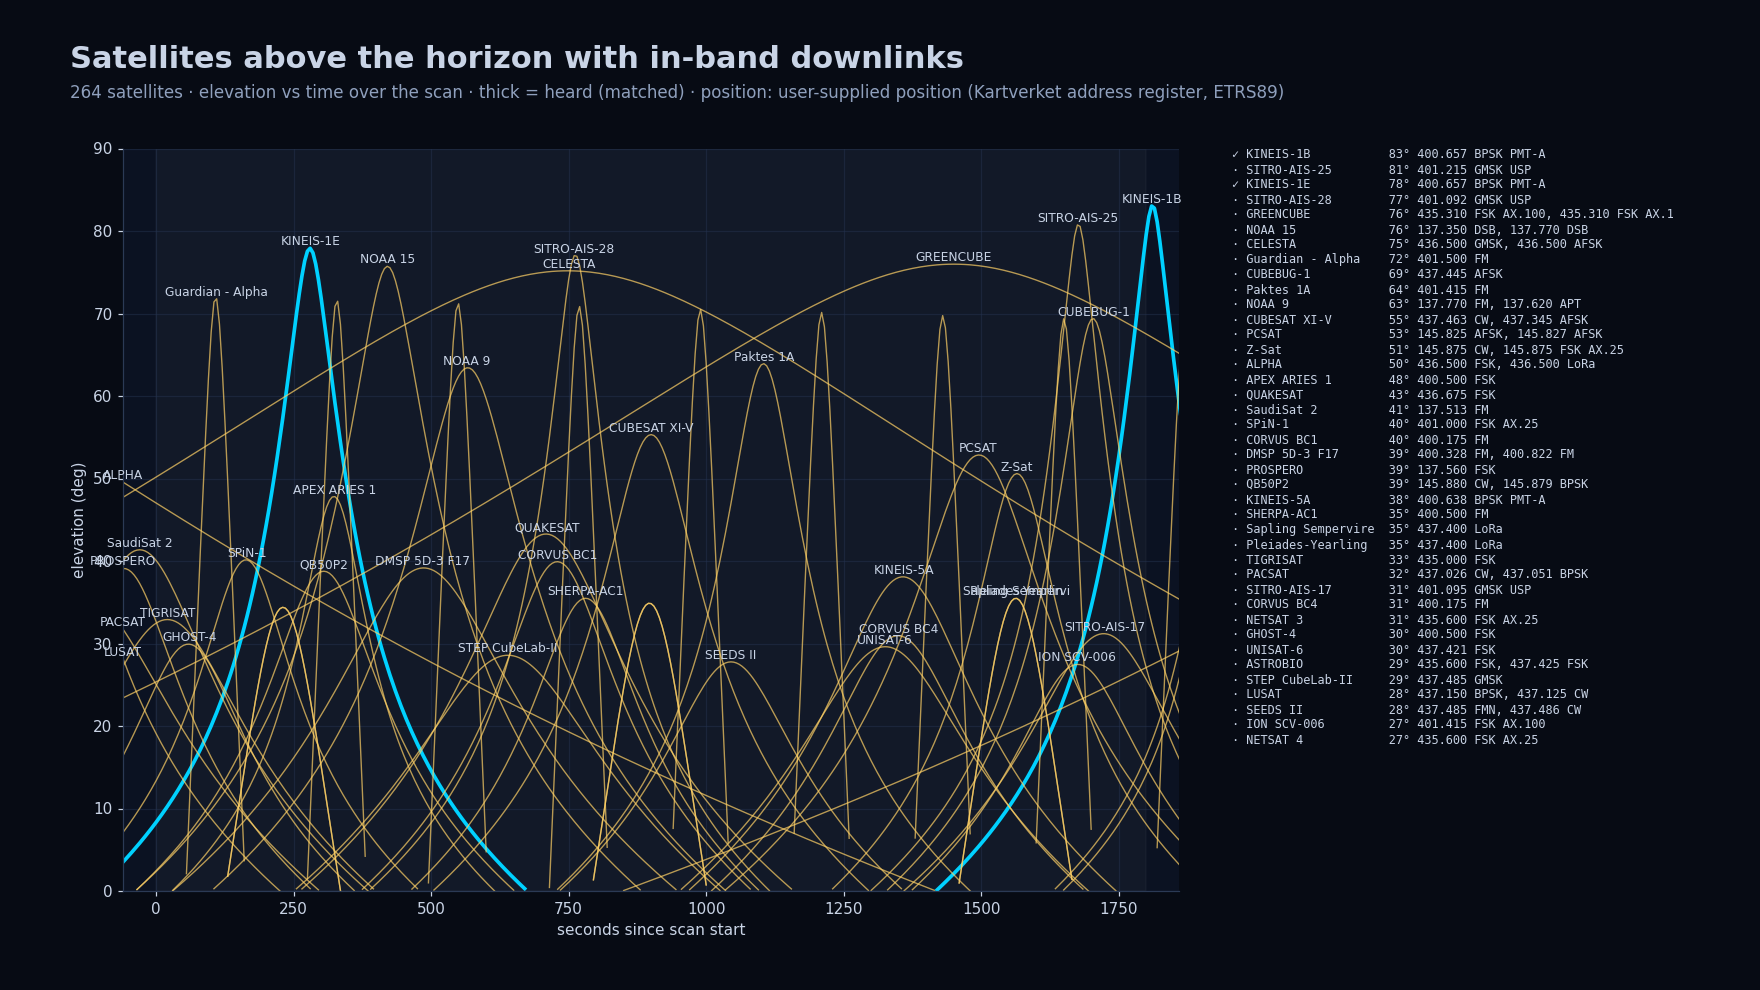 Satellites above the horizon with in-band downlinks
264 satellites · elevation vs time over the scan · thick = heard (matched) · position: user-supplied position (Kartverket address register, ETRS89)
90
80
70
60
50
40
30
20
10
0
elevation (deg)
0
250
500
750
1000
1250
1500
1750
seconds since scan start
KINEIS-1B
SITRO-AIS-25
KINEIS-1E
NOAA 15
SITRO-AIS-28
CELESTA
GREENCUBE
Guardian - Alpha
CUBEBUG-1
NOAA 9
Paktes 1A
CUBESAT XI-V
PCSAT
Z-Sat
ALPHA
APEX ARIES 1
QUAKESAT
SaudiSat 2
SPiN-1
CORVUS BC1
PROSPERO
QB50P2
DMSP 5D-3 F17
KINEIS-5A
SHERPA-AC1
TIGRISAT
PACSAT
SITRO-AIS-17
CORVUS BC4
GHOST-4
UNISAT-6
STEP CubeLab-II
LUSAT
SEEDS II
ION SCV-006
✓ KINEIS-1B 83° 400.657 BPSK PMT-A
· SITRO-AIS-25 81° 401.215 GMSK USP
✓ KINEIS-1E 78° 400.657 BPSK PMT-A
· SITRO-AIS-28 77° 401.092 GMSK USP
· GREENCUBE 76° 435.310 FSK AX.100, 435.310 FSK AX.1
· NOAA 15 76° 137.350 DSB, 137.770 DSB
· CELESTA 75° 436.500 GMSK, 436.500 AFSK
· Guardian - Alpha 72° 401.500 FM
· CUBEBUG-1 69° 437.445 AFSK
· Paktes 1A 64° 401.415 FM
· NOAA 9 63° 137.770 FM, 137.620 APT
· CUBESAT XI-V 55° 437.463 CW, 437.345 AFSK
· PCSAT 53° 145.825 AFSK, 145.827 AFSK
· Z-Sat 51° 145.875 CW, 145.875 FSK AX.25
· ALPHA 50° 436.500 FSK, 436.500 LoRa
· APEX ARIES 1 48° 400.500 FSK
· QUAKESAT 43° 436.675 FSK
· SaudiSat 2 41° 137.513 FM
· SPiN-1 40° 401.000 FSK AX.25
· CORVUS BC1 40° 400.175 FM
· DMSP 5D-3 F17 39° 400.328 FM, 400.822 FM
· PROSPERO 39° 137.560 FSK
· QB50P2 39° 145.880 CW, 145.879 BPSK
· KINEIS-5A 38° 400.638 BPSK PMT-A
· SHERPA-AC1 35° 400.500 FM
· Sapling Sempervire 35° 437.400 LoRa
· Pleiades-Yearling 35° 437.400 LoRa
· TIGRISAT 33° 435.000 FSK
· PACSAT 32° 437.026 CW, 437.051 BPSK
· SITRO-AIS-17 31° 401.095 GMSK USP
· CORVUS BC4 31° 400.175 FM
· NETSAT 3 31° 435.600 FSK AX.25
· GHOST-4 30° 400.500 FSK
· UNISAT-6 30° 437.421 FSK
· ASTROBIO 29° 435.600 FSK, 437.425 FSK
· STEP CubeLab-II 29° 437.485 GMSK
· LUSAT 28° 437.150 BPSK, 437.125 CW
· SEEDS II 28° 437.485 FMN, 437.486 CW
· ION SCV-006 27° 401.415 FSK AX.100
· NETSAT 4 27° 435.600 FSK AX.25